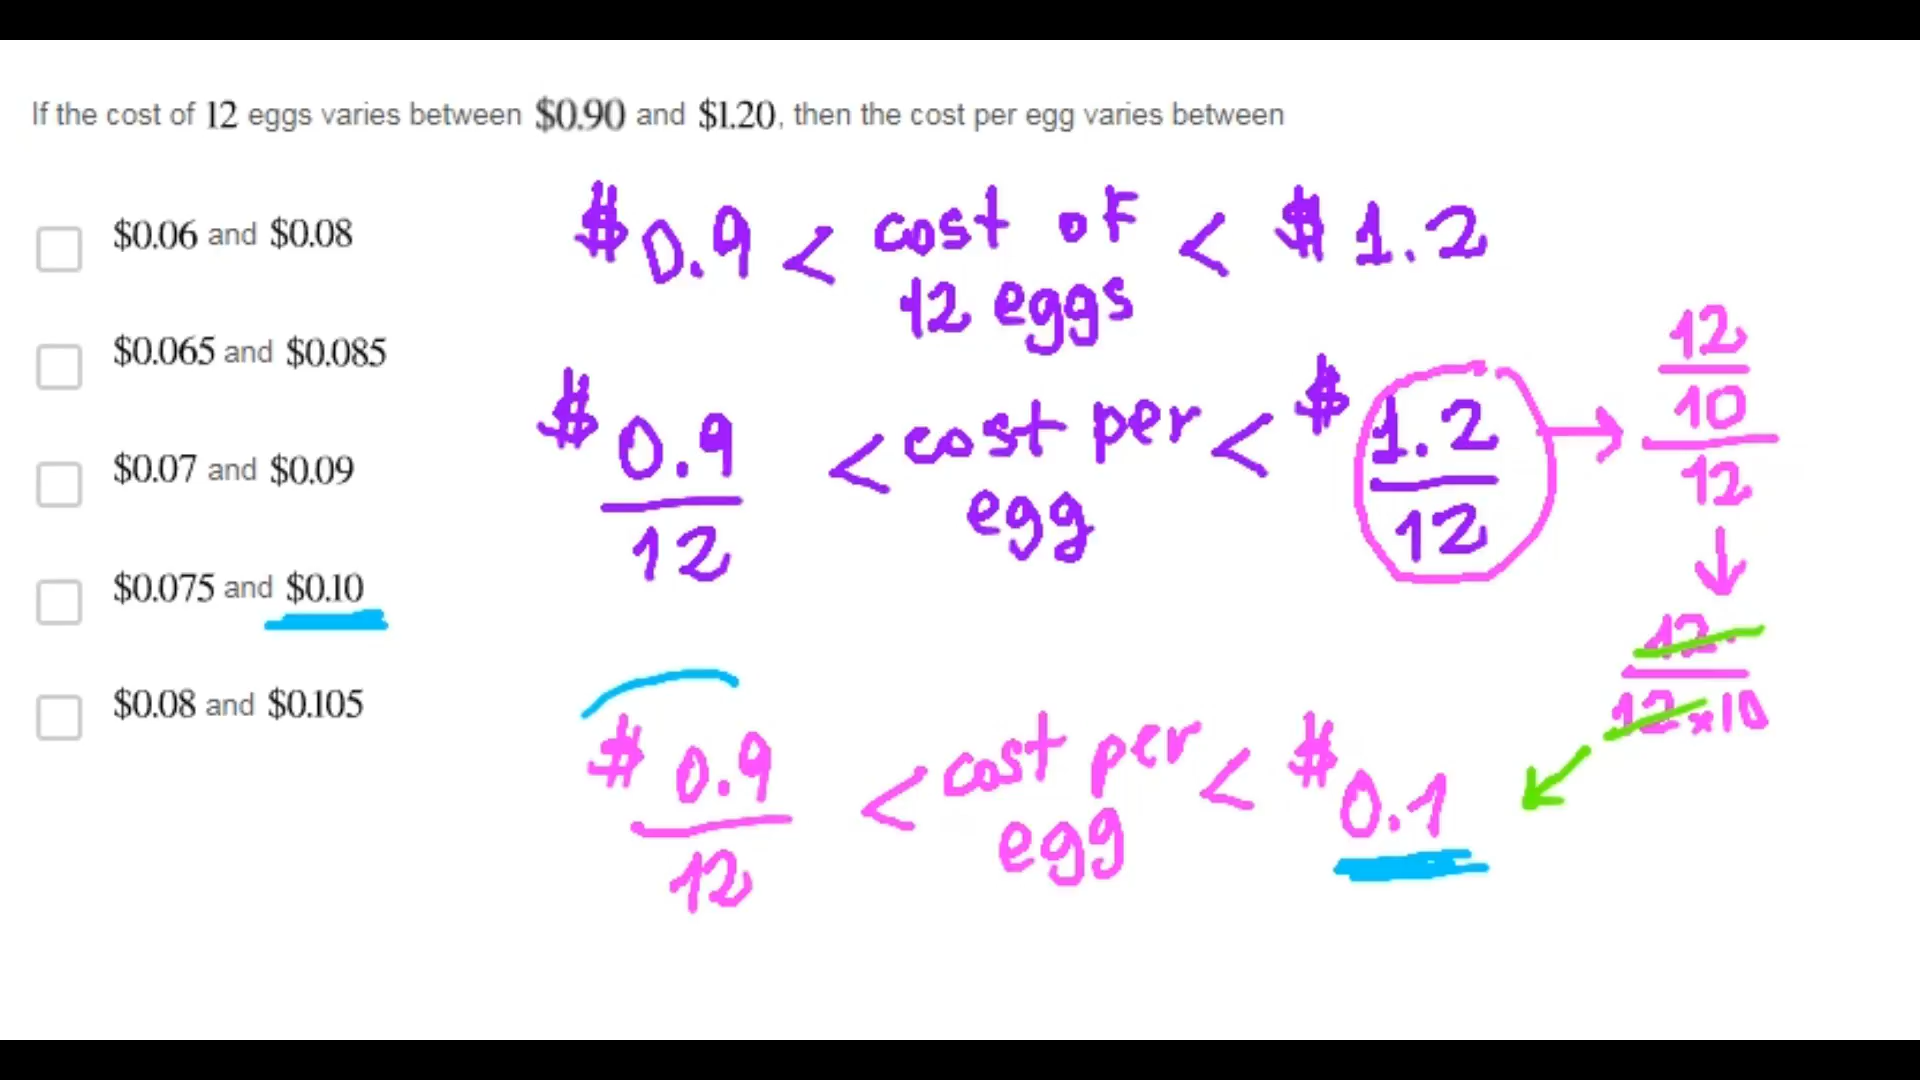 If the cost of 12 eggs varies between $0.90 and $1.20, then the cost per egg varies between
$0.06 and $0.08
$0.065 and $0.085
$0.07 and $0.09
$0.075 and $0.10
$0.08 and $0.105
$0.9 < cost of < $1.2
12 eggs
$ 0.9 < cost per < $ 1.2
12 egg 12
12
10
12
12
12×10
$ 0.9 < cost per < $ 0.1
12 egg